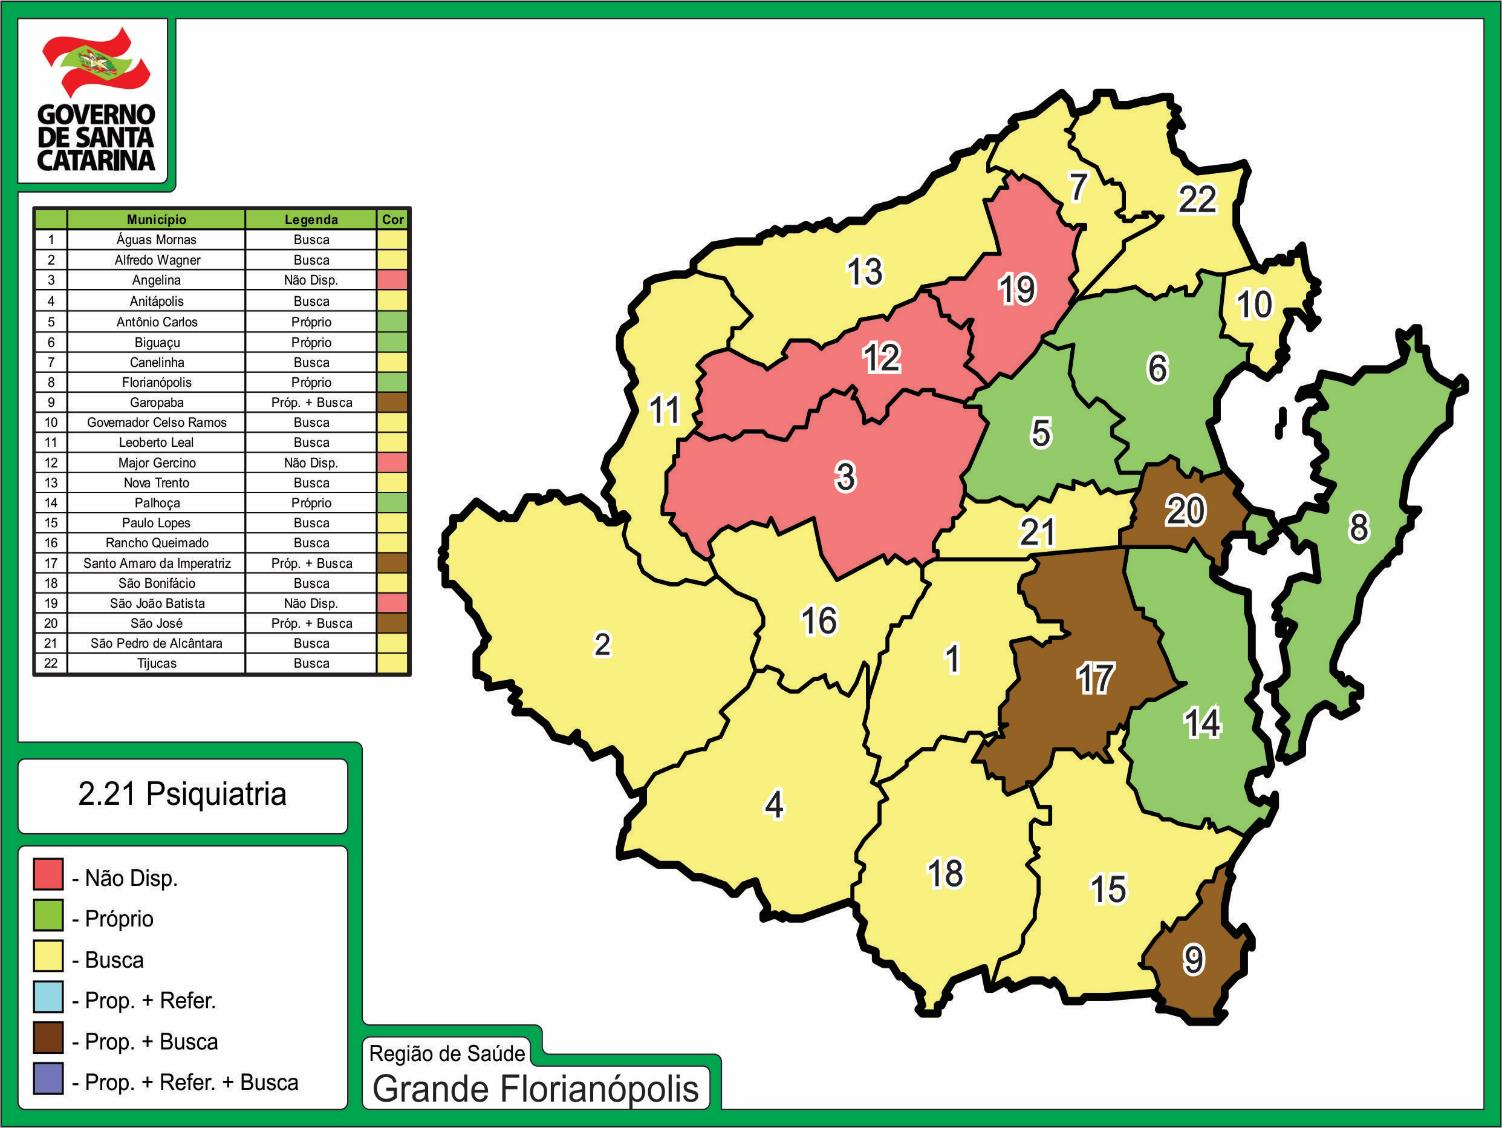 GOVERNO
DE SANTA
CATARINA
Município Legenda Cor
1 Águas Mornas Busca
2 Alfredo Wagner Busca
3 Angelina Não Disp.
4 Anitápolis Busca
5 Antônio Carlos Próprio
6 Biguaçu Próprio
7 Canelinha Busca
8 Florianópolis Próprio
9 Garopaba Próp. + Busca
10 Governador Celso Ramos Busca
11 Leoberto Leal Busca
12 Major Gercino Não Disp.
13 Nova Trento Busca
14 Palhoça Próprio
15 Paulo Lopes Busca
16 Rancho Queimado Busca
17 Santo Amaro da Imperatriz Próp. + Busca
18 São Bonifácio Busca
19 São João Batista Não Disp.
20 São José Próp. + Busca
21 São Pedro de Alcântara Busca
22 Tijucas Busca
7
22
13
19
10
12
6
11
5
3
20
21
8
16
2
1
17
14
4
18
15
9
2.21 Psiquiatria
- Não Disp.
- Próprio
- Busca
- Prop. + Refer.
- Prop. + Busca
- Prop. + Refer. + Busca
Região de Saúde
Grande Florianópolis